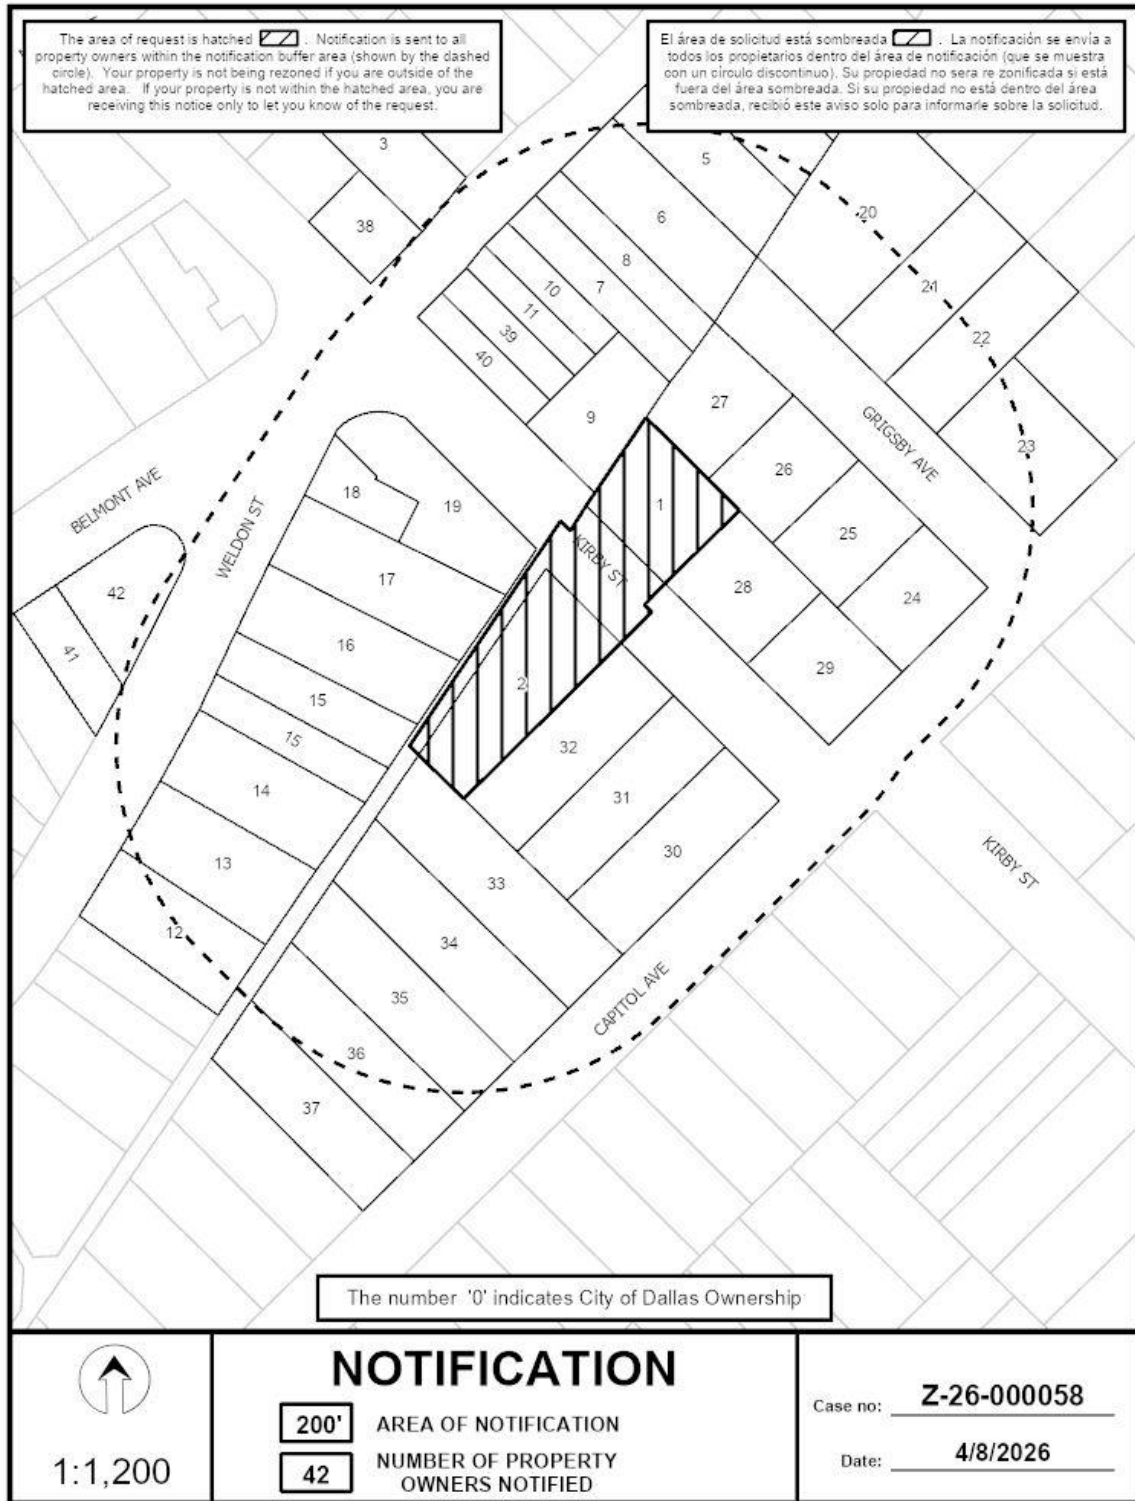 The area of request is hatched . Notification is sent to all
property owners within the notification buffer area (shown by the dashed
circle). Your property is not being rezoned if you are outside of the
hatched area. If your property is not within the hatched area, you are
receiving this notice only to let you know of the request.
El área de solicitud está sombreada . La notificación se envía a
todos los propietarios dentro del área de notificación (que se muestra
con un círculo discontinuo). Su propiedad no sera re zonificada si está
fuera del área sombreada. Si su propiedad no está dentro del área
sombreada, recibió este aviso solo para informarle sobre la solicitud.
3
5
38
6
20
8
10
7
21
11
39
22
40
27
9
GRIGSBY AVE
23
26
18
19
1
BELMONT AVE
WELDON ST
25
KIRBY ST
17
42
28
24
16
41
29
2
15
15
32
14
31
30
13
KIRBY ST
33
12
34
35
CAPITOL AVE
36
37
The number '0' indicates City of Dallas Ownership
1:1,200
NOTIFICATION
200' AREA OF NOTIFICATION
42 NUMBER OF PROPERTY
OWNERS NOTIFIED
Case no: Z-26-000058
Date: 4/8/2026